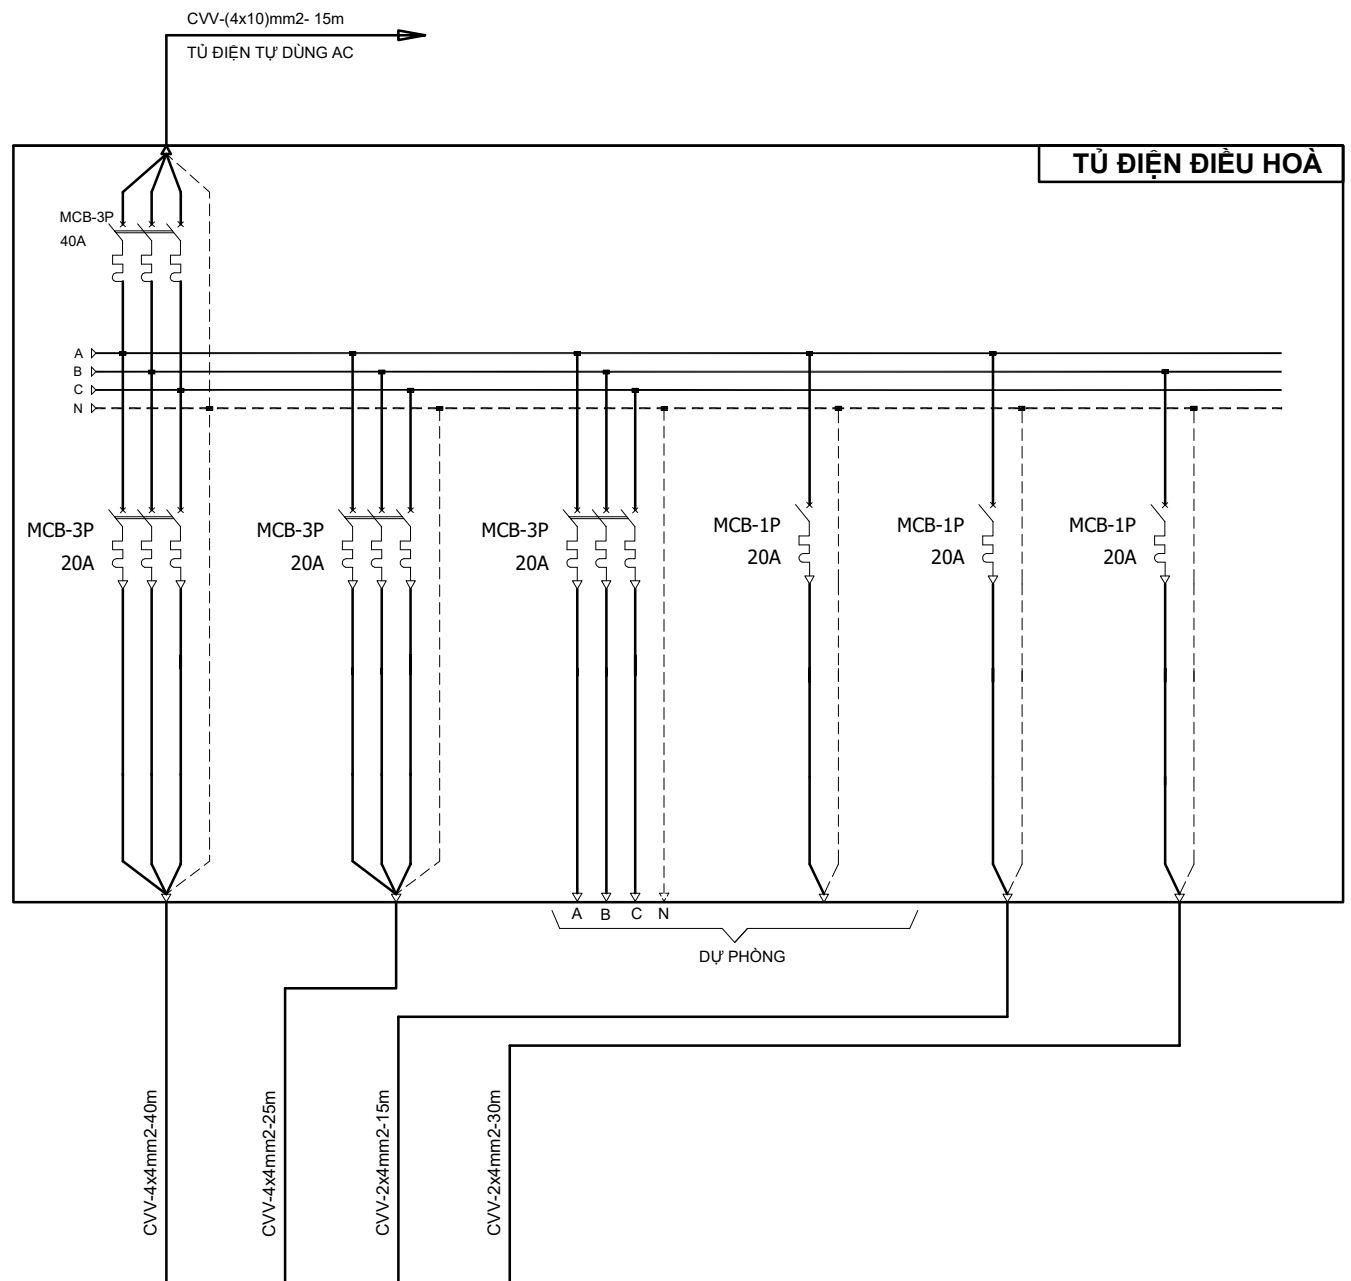 CVV-(4x10)mm2- 15m
TỦ ĐIỆN TỰ DÙNG AC
TỦ ĐIỆN ĐIỀU HOÀ
MCB-3P
40A
A
B
C
N
MCB-3P
20A
MCB-3P
20A
MCB-3P
20A
MCB-1P
20A
MCB-1P
20A
MCB-1P
20A
A B C N
DỰ PHÒNG
CVV-4x4mm2-40m
CVV-4x4mm2-25m
CVV-2x4mm2-15m
CVV-2x4mm2-30m